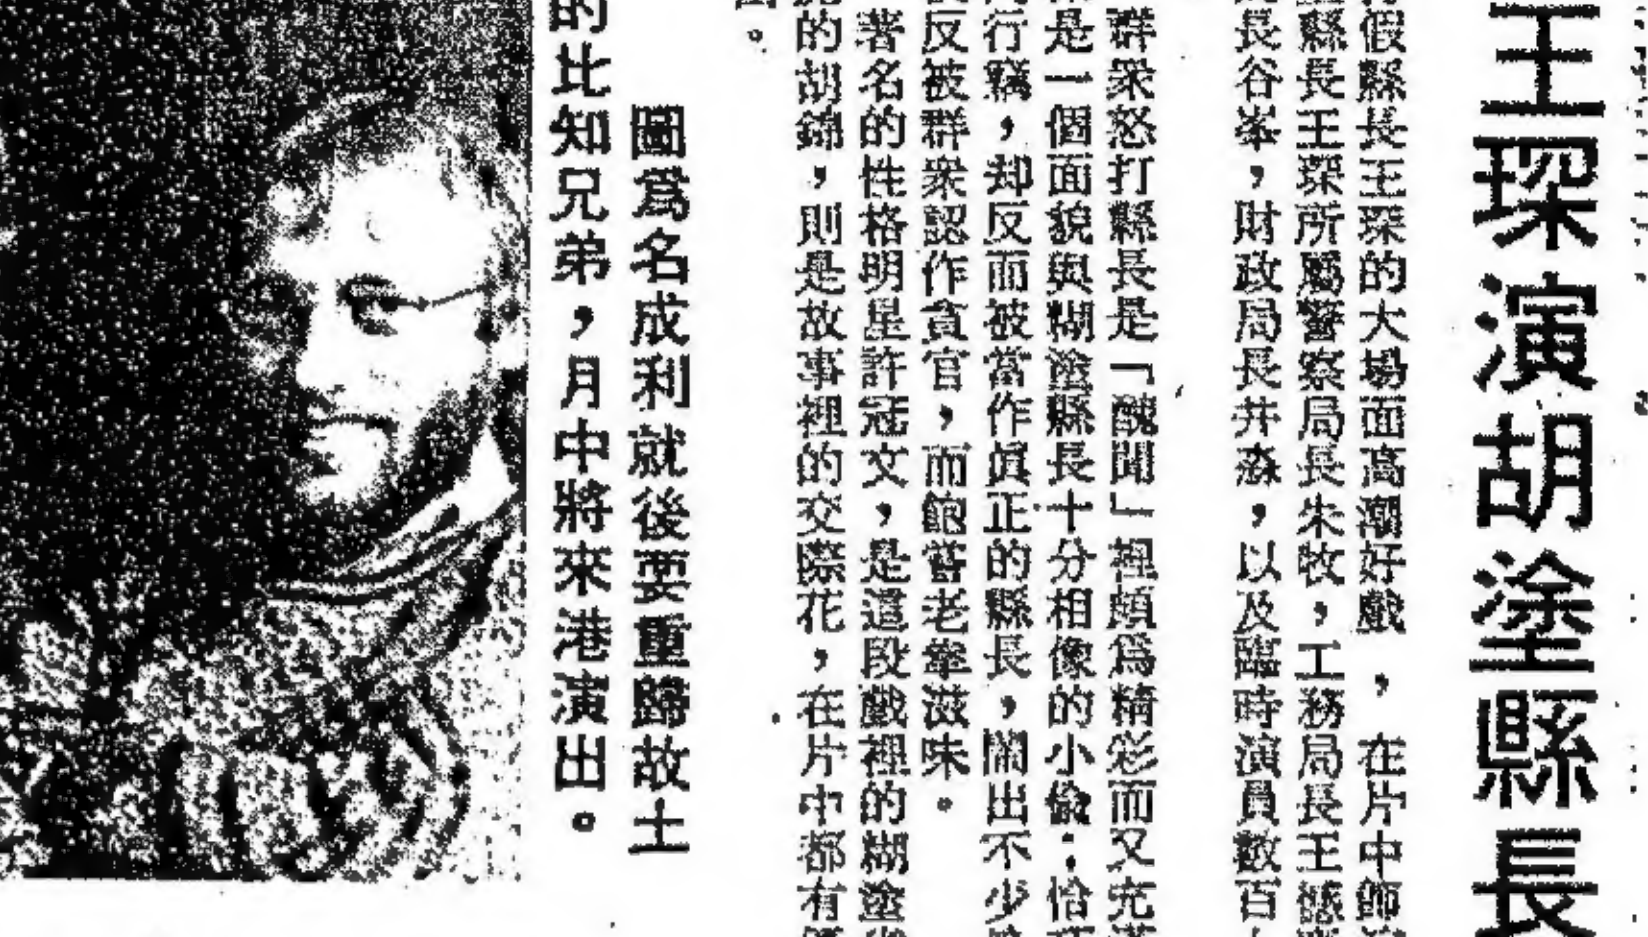 王琛演胡塗縣長
假縣長王琛的大場面高潮好戲，在片中飾
縣長王琛所屬警察局長朱牧，工務局長王
長谷峯，財政局長井淼，以及臨時演員數百
群衆怒打縣長是「醜聞」裡頗爲精彩而又充
是一個面貌與糊塗縣長十分相像的小偷；恰
行竊，却反而被當作眞正的縣長，鬧出不少
反被群衆認作貪官，而飽嘗老拳滋味。
著名的性格明星許冠文，是這段戲裡的糊塗
的胡錦，則是故事裡的交際花，在片中都有
圖爲名成利就後要重歸故土
的比知兄弟，月中將來港演出。